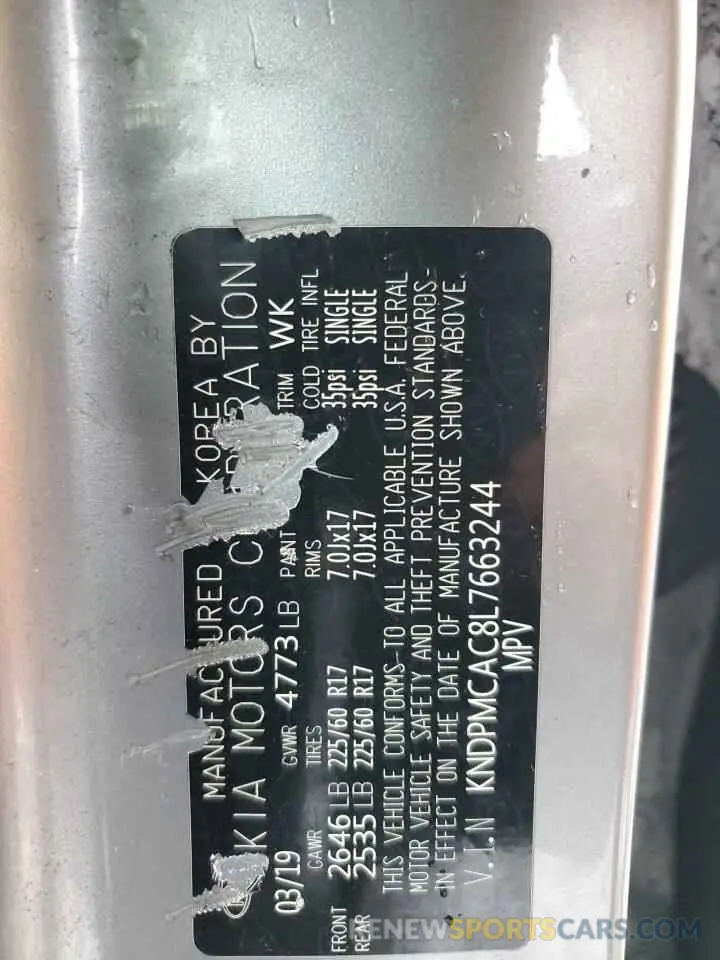 MANUFACTURED KOREA BY
KIA MOTORS CORPORATION
03/19 GVWR 4773 LB PAINT TRIM WK
GAWR TIRES RIMS COLD TIRE INFL
FRONT 2646 LB 225/60 R17 7.0Jx17 35psi SINGLE
REAR 2535 LB 225/60 R17 7.0Jx17 35psi SINGLE
THIS VEHICLE CONFORMS-TO ALL APPLICABLE U.S.A. FEDERAL
MOTOR VEHICLE SAFETY AND THEFT PREVENTION STANDARDS-
IN EFFECT ON THE DATE OF MANUFACTURE SHOWN ABOVE.
V.I.N KNDPMCAC8L7663244
MPV
RENEWSPORTSCARS.COM